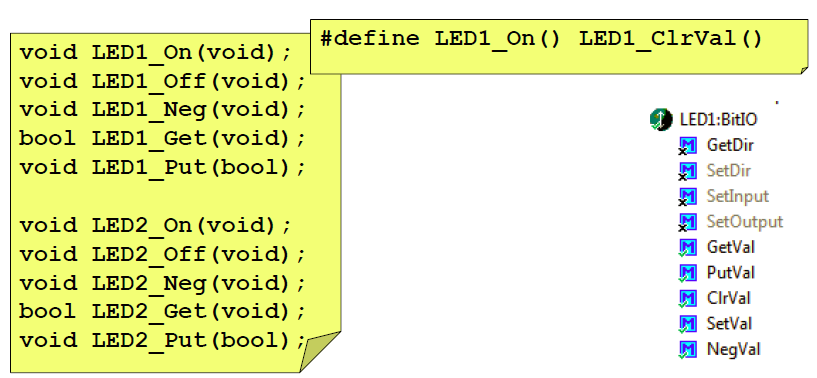 #define LED1_On() LED1_ClrVal()
void LED1_On(void);
void LED1_Off(void);
void LED1_Neg(void);
bool LED1_Get(void);
void LED1_Put(bool);
void LED2_On(void);
void LED2_Off(void);
void LED2_Neg(void);
bool LED2_Get(void);
void LED2_Put(bool);
LED1:BitIO
GetDir
SetDir
SetInput
SetOutput
GetVal
PutVal
ClrVal
SetVal
NegVal